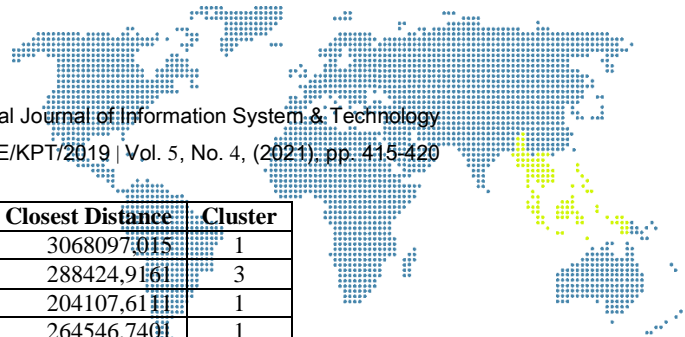 al Journal of Information System & Technology
E/KPT/2019 | Vol. 5, No. 4, (2021), pp. 415-420
Closest Distance Cluster
3068097,015 1
288424,9161 3
204107,6111 1
264546,7401 1